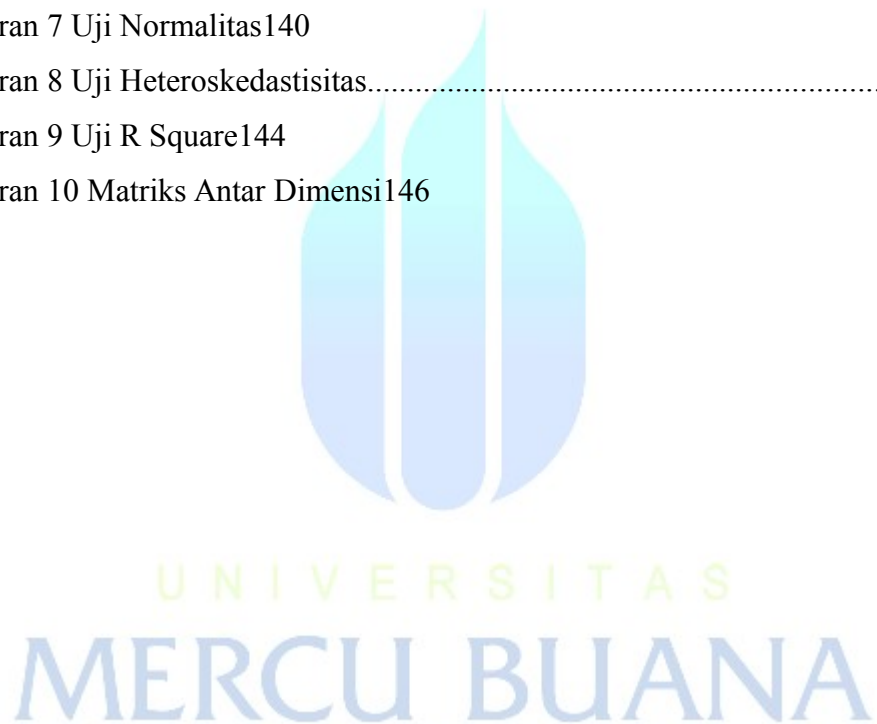 ran 7 Uji Normalitas140
ran 8 Uji Heteroskedastisitas................................................................
ran 9 Uji R Square144
ran 10 Matriks Antar Dimensi146
UNIVERSITAS
MERCU BUANA